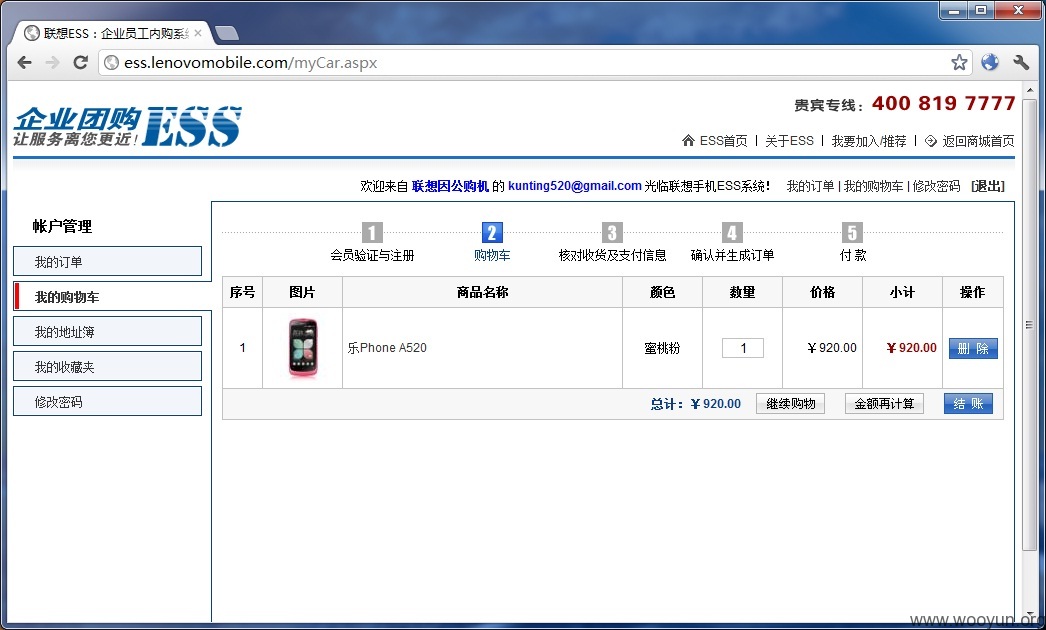 联想ESS：企业员工内购系
ess.lenovomobile.com/myCar.aspx
企业团购 ESS
让服务离您更近!
贵宾专线：400 819 7777
ESS首页 | 关于ESS | 我要加入/推荐 | 返回商城首页
欢迎来自 联想因公购机 的 kunting520@gmail.com 光临联想手机ESS系统！ 我的订单 | 我的购物车 | 修改密码 [退出]
帐户管理
我的订单
我的购物车
我的地址簿
我的收藏夹
修改密码
1 2 3 4 5
会员验证与注册 购物车 核对收货及支付信息 确认并生成订单 付 款
序号 图片 商品名称 颜色 数量 价格 小计 操作
1 乐Phone A520 蜜桃粉 1 ￥920.00 ￥920.00 删 除
总计：￥920.00 继续购物 金额再计算 结 账
www.wooyun.org